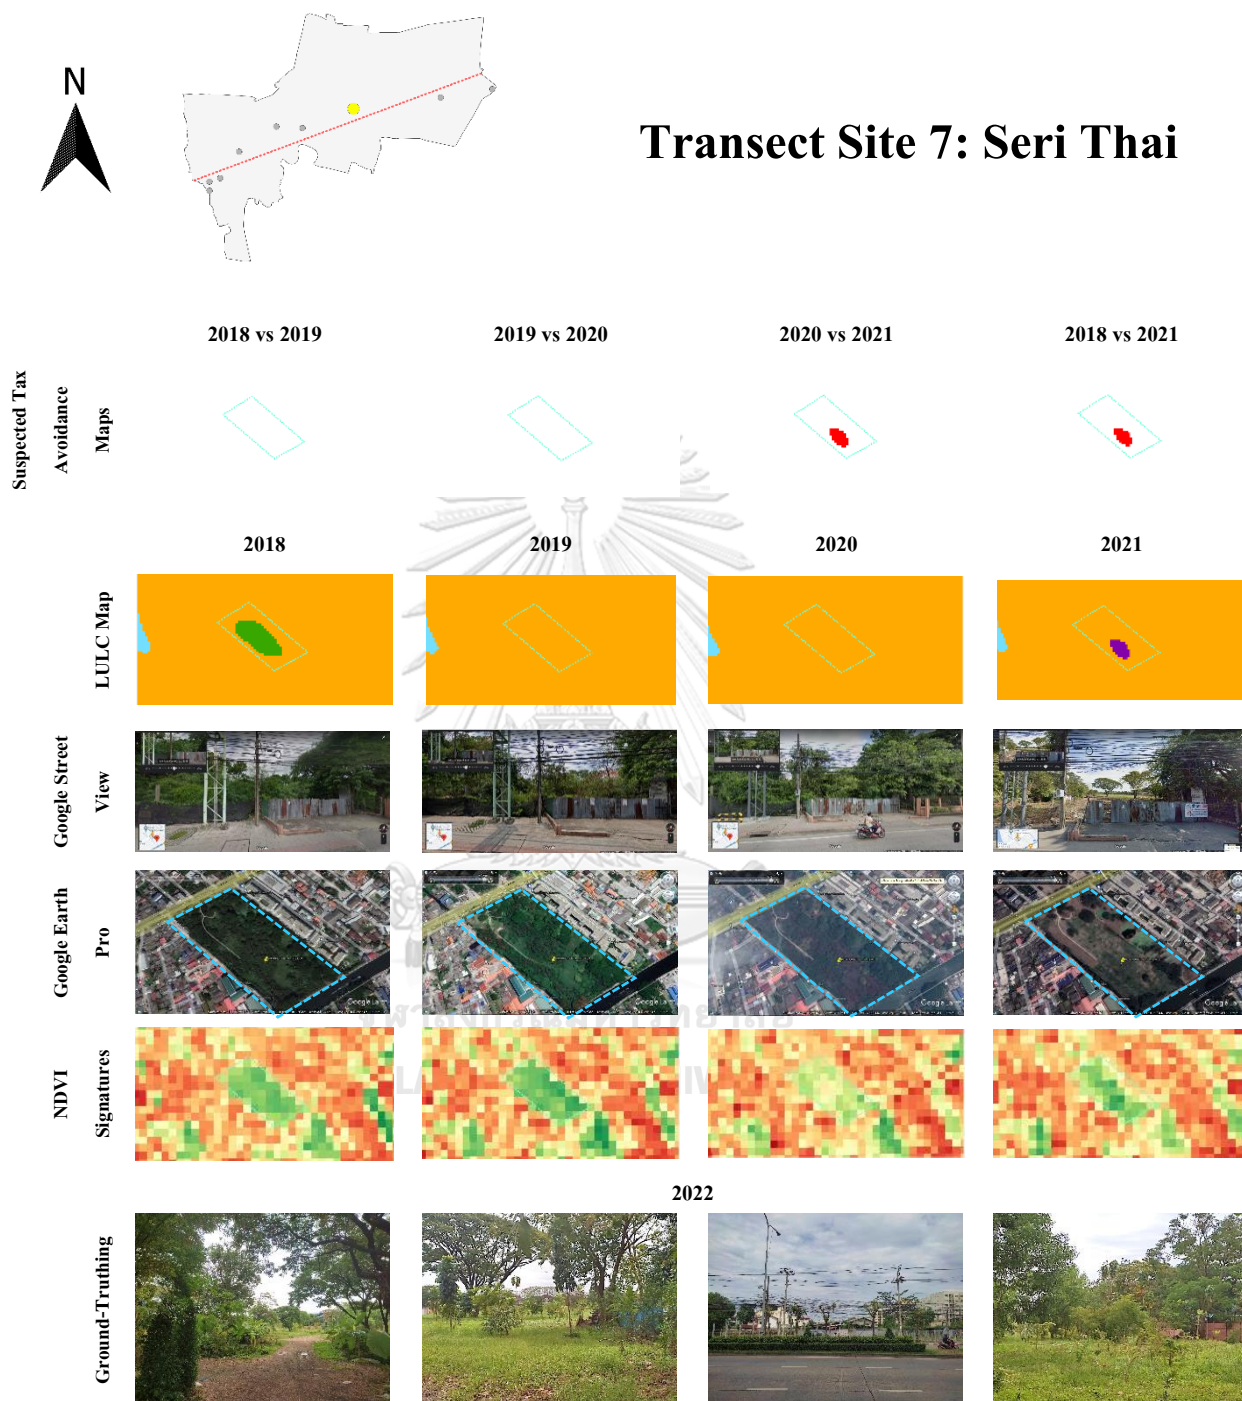 N
Transect Site 7: Seri Thai
2018 vs 2019
2019 vs 2020
2020 vs 2021
2018 vs 2021
Suspected Tax
Avoidance
Maps
2018
2019
2020
2021
LULC Map
Google Street
View
Google Earth
Pro
NDVI
Signatures
2022
Ground-Truthing